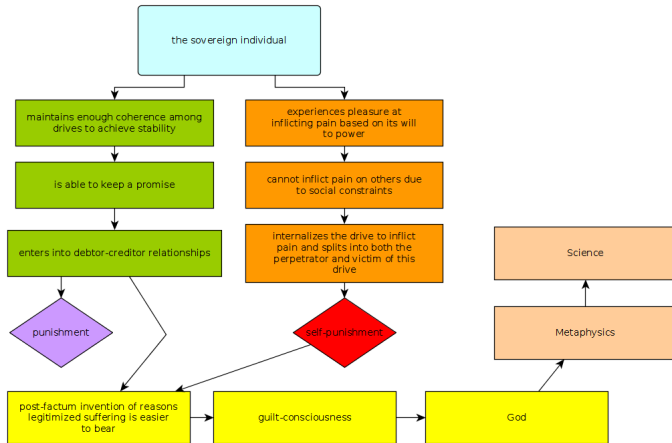 the sovereign individual
maintains enough coherence among
drives to achieve stability
experiences pleasure at
inflicting pain based on its will
to power
is able to keep a promise
cannot inflict pain on others due
to social constraints
enters into debtor-creditor relationships
internalizes the drive to inflict
pain and splits into both the
perpetrator and victim of this
drive
Science
punishment
self-punishment
Metaphysics
post-factum invention of reasons
legitimized suffering is easier
to bear
guilt-consciousness
God